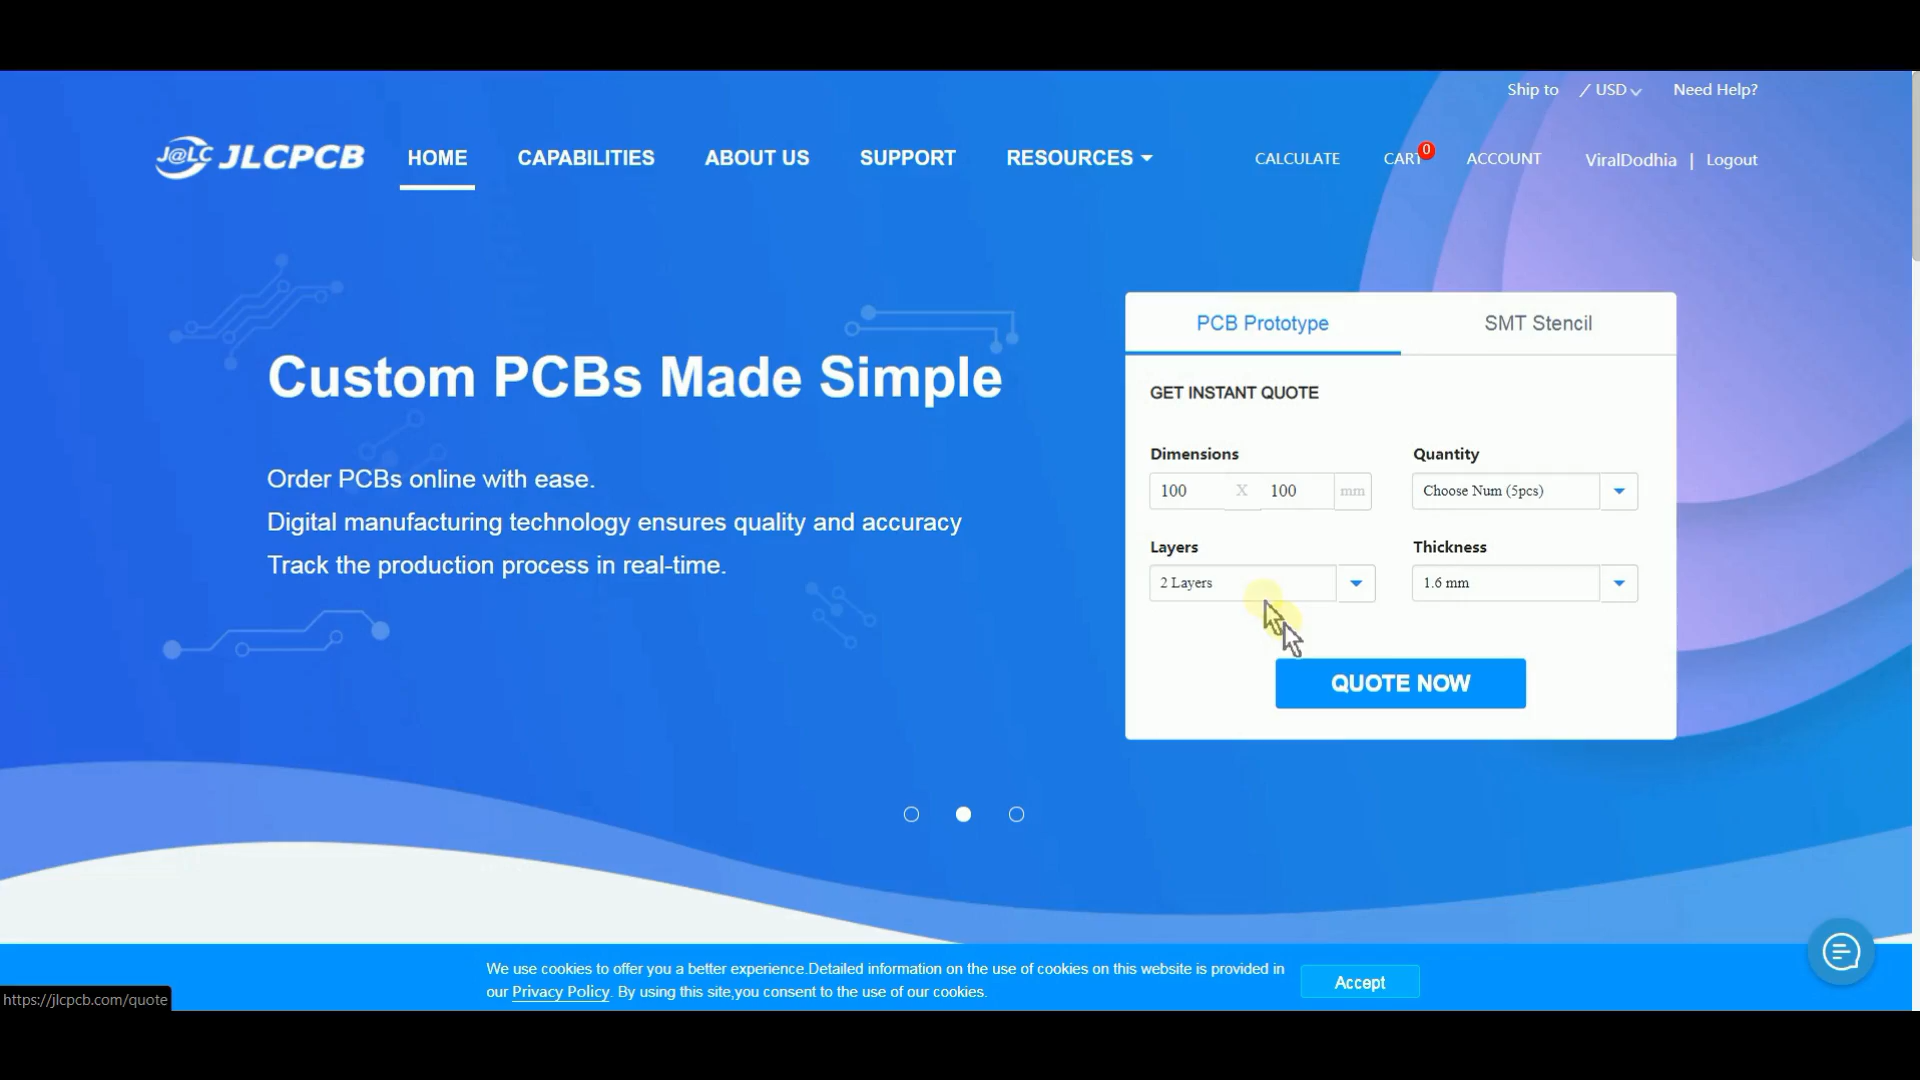 Ship to / USD Need Help?
J@LC JLCPCB HOME CAPABILITIES ABOUT US SUPPORT RESOURCES CALCULATE CART 0 ACCOUNT ViralDodhia | Logout
Custom PCBs Made Simple
Order PCBs online with ease.
Digital manufacturing technology ensures quality and accuracy
Track the production process in real-time.
PCB Prototype SMT Stencil
GET INSTANT QUOTE
Dimensions Quantity
100 X 100 mm Choose Num (5pcs)
Layers Thickness
2 Layers 1.6 mm
QUOTE NOW
We use cookies to offer you a better experience.Detailed information on the use of cookies on this website is provided in
our Privacy Policy. By using this site,you consent to the use of our cookies.
Accept
https://jlcpcb.com/quote